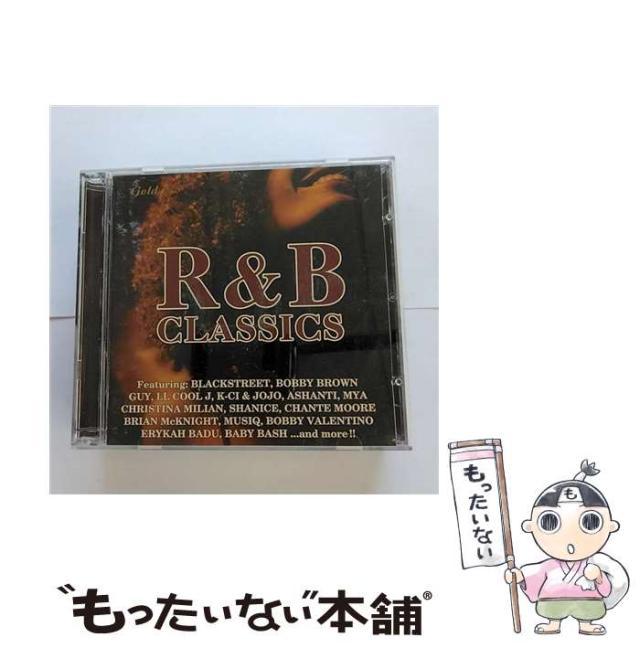 Gold
R&B
CLASSICS
Featuring: BLACKSTREET, BOBBY BROWN
GUY, LL COOL J, K-CI & JOJO, ASHANTI, MYA
CHRISTINA MILIAN, SHANICE, CHANTE MOORE
BRIAN McKNIGHT, MUSIQ, BOBBY VALENTINO
ERYKAH BADU, BABY BASH ...and more!!
もったいない
も
"もったいない"本舗®